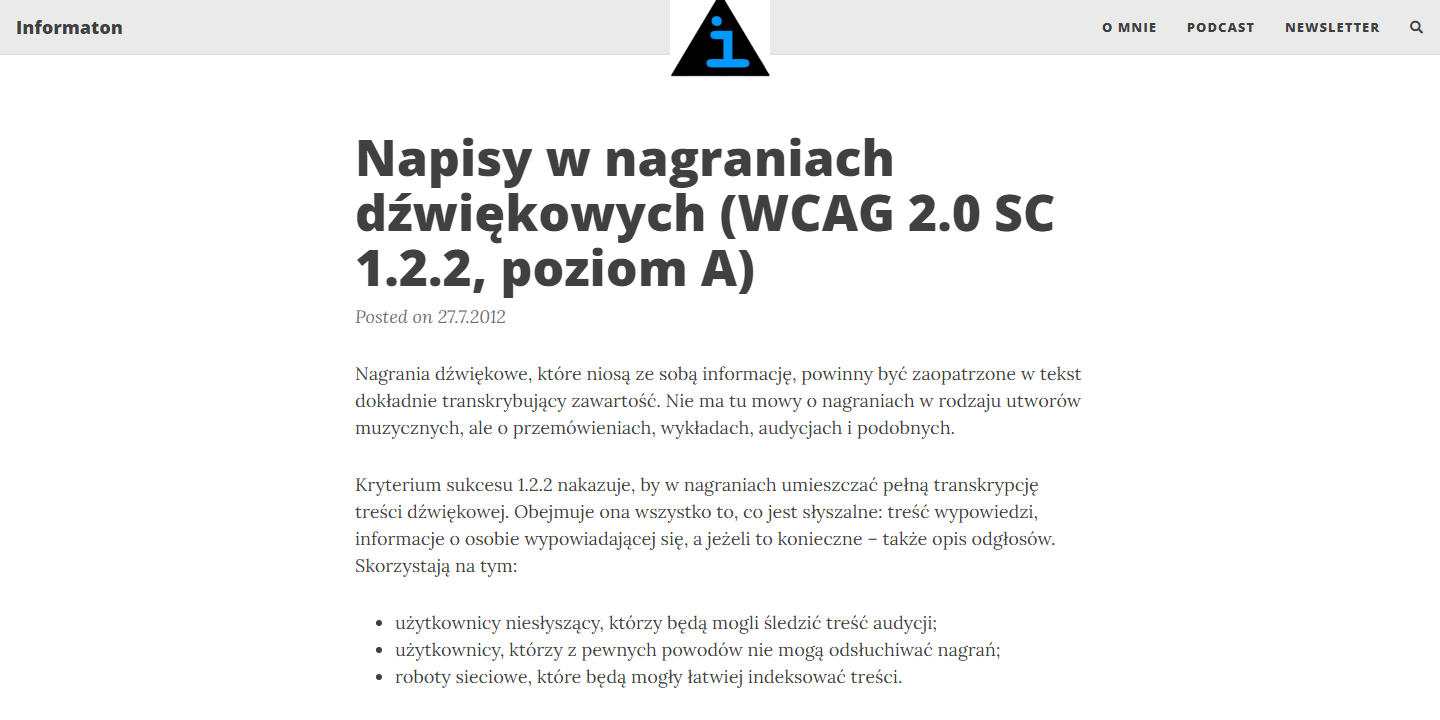 Informaton
i
O MNIE
PODCAST
NEWSLETTER
Napisy w nagraniach
dźwiękowych (WCAG 2.0 SC
1.2.2, poziom A)
Posted on 27.7.2012
Nagrania dźwiękowe, które niosą ze sobą informację, powinny być zaopatrzone w tekst
dokładnie transkrybujący zawartość. Nie ma tu mowy o nagraniach w rodzaju utworów
muzycznych, ale o przemówieniach, wykładach, audycjach i podobnych.
Kryterium sukcesu 1.2.2 nakazuje, by w nagraniach umieszczać pełną transkrypcję
treści dźwiękowej. Obejmuje ona wszystko to, co jest słyszalne: treść wypowiedzi,
informacje o osobie wypowiadającej się, a jeżeli to konieczne – także opis odgłosów.
Skorzystają na tym:
• użytkownicy niesłyszący, którzy będą mogli śledzić treść audycji;
• użytkownicy, którzy z pewnych powodów nie mogą odsłuchiwać nagrań;
• roboty sieciowe, które będą mogły łatwiej indeksować treści.